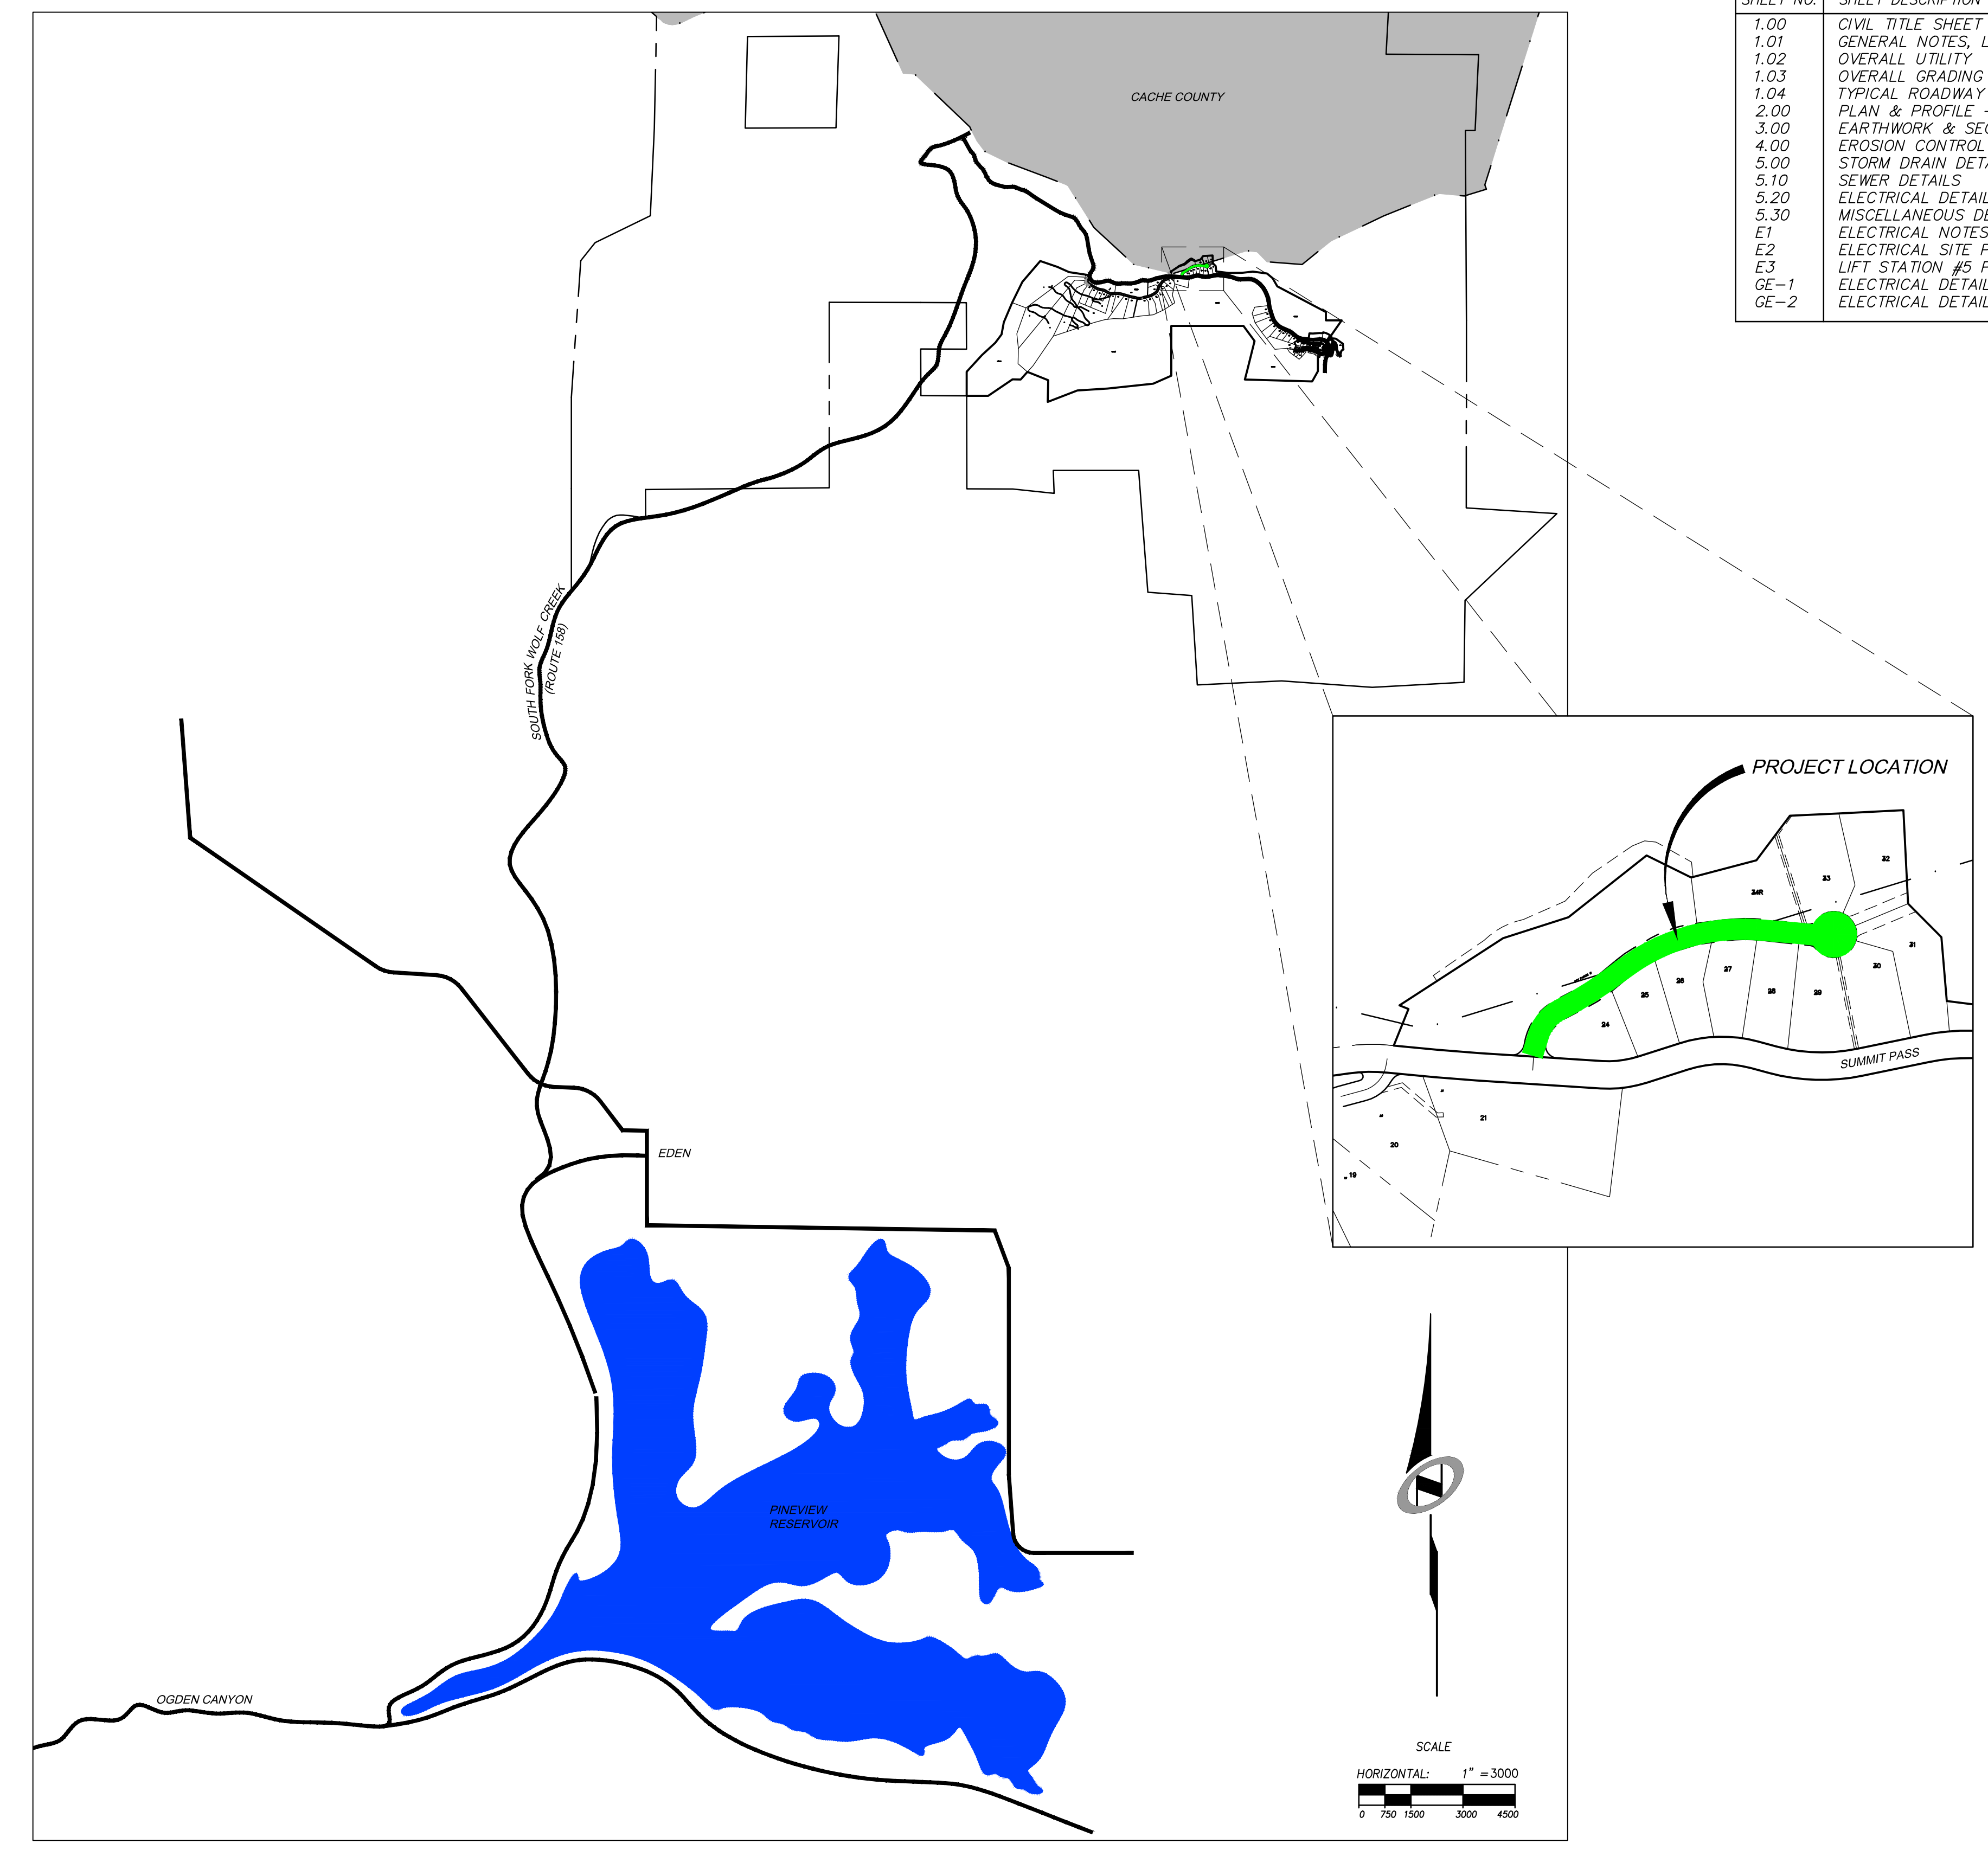 SHEET NO. SHEET DESCRIPTION
1.00 CIVIL TITLE SHEET
1.01 GENERAL NOTES, L
1.02 OVERALL UTILITY
1.03 OVERALL GRADING
1.04 TYPICAL ROADWAY
2.00 PLAN & PROFILE -
3.00 EARTHWORK & SEC
4.00 EROSION CONTROL
5.00 STORM DRAIN DETA
5.10 SEWER DETAILS
5.20 ELECTRICAL DETAIL
5.30 MISCELLANEOUS DE
E1 ELECTRICAL NOTES
E2 ELECTRICAL SITE P
E3 LIFT STATION #5 P
GE-1 ELECTRICAL DETAIL
GE-2 ELECTRICAL DETAIL
CACHE COUNTY
SOUTH FORK WOLF CREEK
(ROUTE 158)
PROJECT LOCATION
32
33
34R
31
30
29
28
27
26
25
24
SUMMIT PASS
21
20
19
EDEN
PINEVIEW
RESERVOIR
OGDEN CANYON
N
SCALE
HORIZONTAL: 1" =3000
0 750 1500 3000 4500